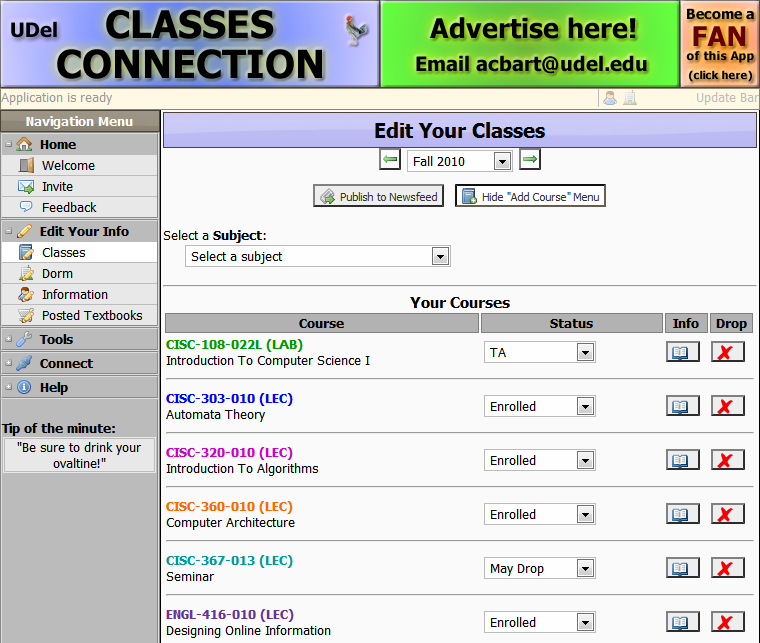 UDel
CLASSES
CONNECTION
Advertise here!
Email acbart@udel.edu
Become a
FAN
of this App
(click here)
Application is ready
Update Bar
Navigation Menu
Home
Welcome
Invite
Feedback
Edit Your Info
Classes
Dorm
Information
Posted Textbooks
Tools
Connect
Help
Tip of the minute:
"Be sure to drink your
ovaltine!"
Edit Your Classes
Fall 2010
Publish to Newsfeed
Hide "Add Course" Menu
Select a Subject:
Select a subject
Your Courses
Course Status Info Drop
CISC-108-022L (LAB)
Introduction To Computer Science I
TA
CISC-303-010 (LEC)
Automata Theory
Enrolled
CISC-320-010 (LEC)
Introduction To Algorithms
Enrolled
CISC-360-010 (LEC)
Computer Architecture
Enrolled
CISC-367-013 (LEC)
Seminar
May Drop
ENGL-416-010 (LEC)
Designing Online Information
Enrolled